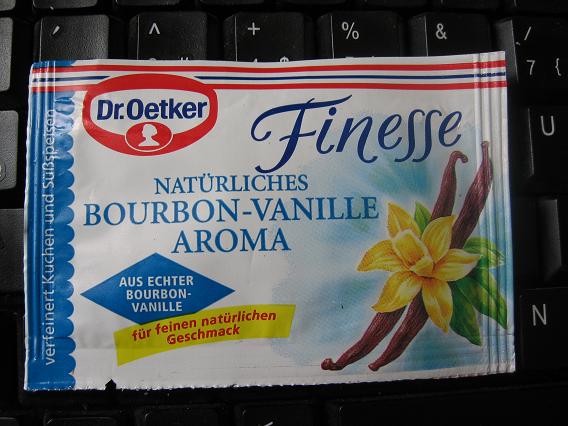 +
%
&
/
7 {
U
N
Dr.Oetker
Finesse
NATÜRLICHES
BOURBON-VANILLE
AROMA
AUS ECHTER
BOURBON-
VANILLE
für feinen natürlichen
Geschmack
verfeinert Kuchen und Süßspeisen